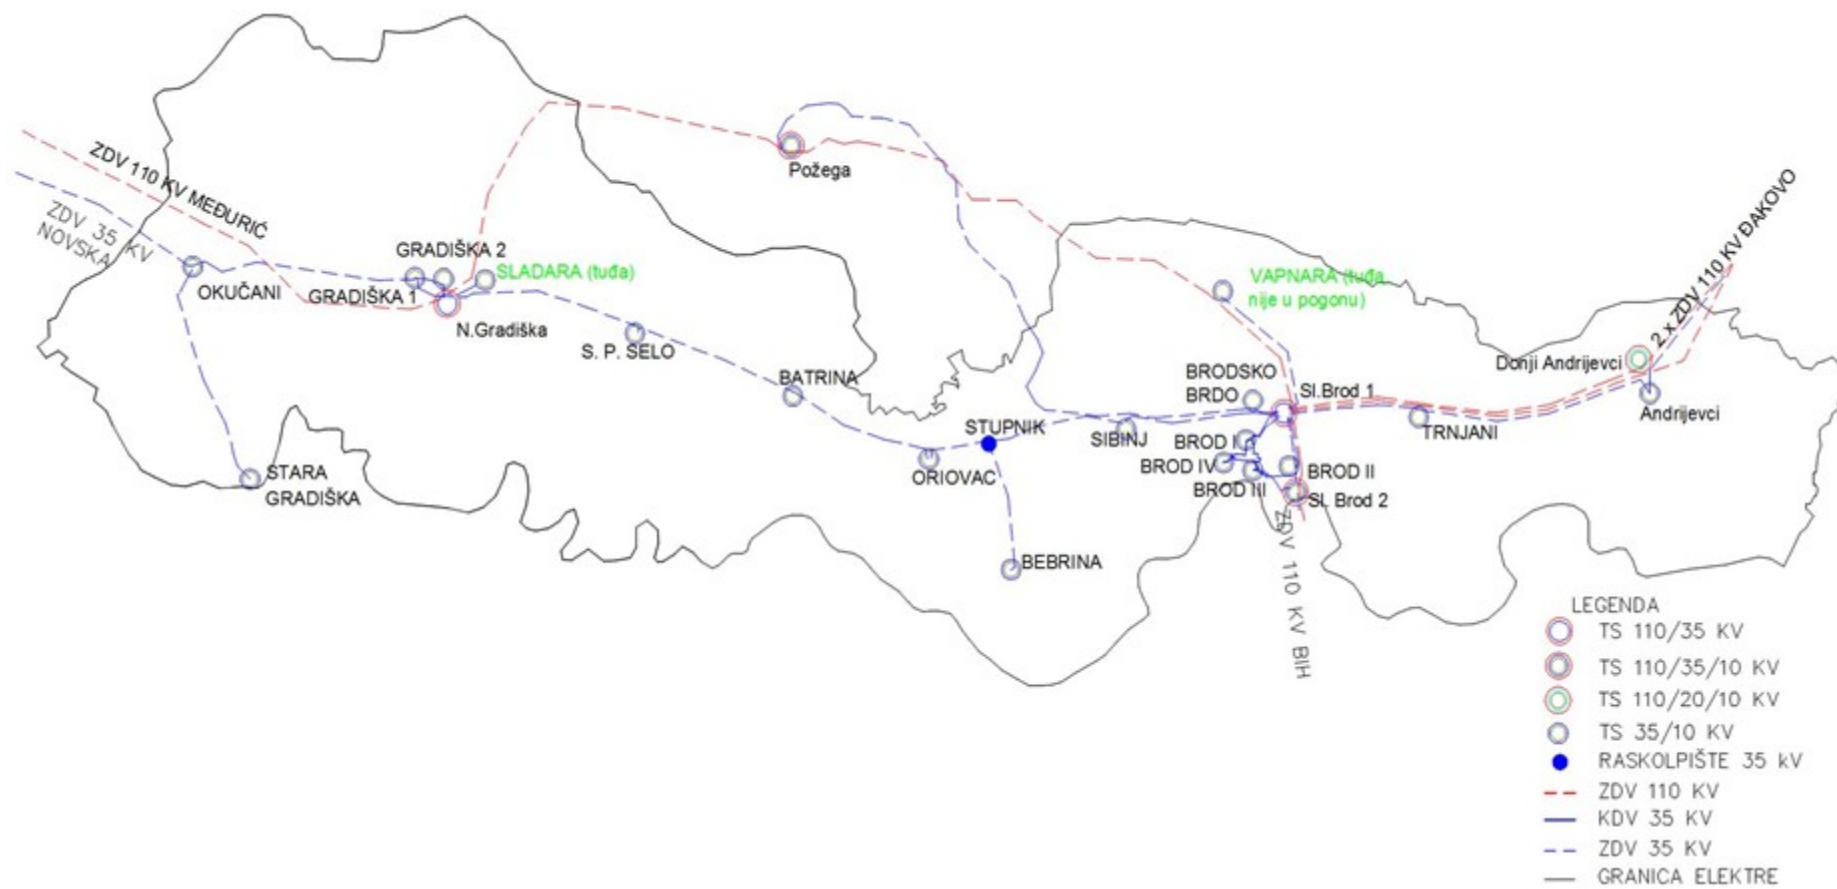 ZDV 110 KV MEĐURIĆ
ZDV 35 KV
NOVSKA
OKUČANI
GRADIŠKA 2
GRADIŠKA 1
SLADARA (tuđa)
N.Gradiška
STARA
GRADIŠKA
S. P. SELO
Požega
BATRINA
ORIOVAC
STUPNIK
BEBRINA
SIBINJ
VAPNARA (tuđa,
nije u pogonu)
BRODSKO
BRDO
Sl.Brod 1
BROD I
BROD IV
BROD III
BROD II
Sl. Brod 2
ZDV 110 KV BIH
TRNJANI
Donji Andrijevci
Andrijevci
2 x ZDV 110 KV ĐAKOVO
LEGENDA
TS 110/35 KV
TS 110/35/10 KV
TS 110/20/10 KV
TS 35/10 KV
RASKOLPIŠTE 35 kV
ZDV 110 KV
KDV 35 KV
ZDV 35 KV
GRANICA ELEKTRE